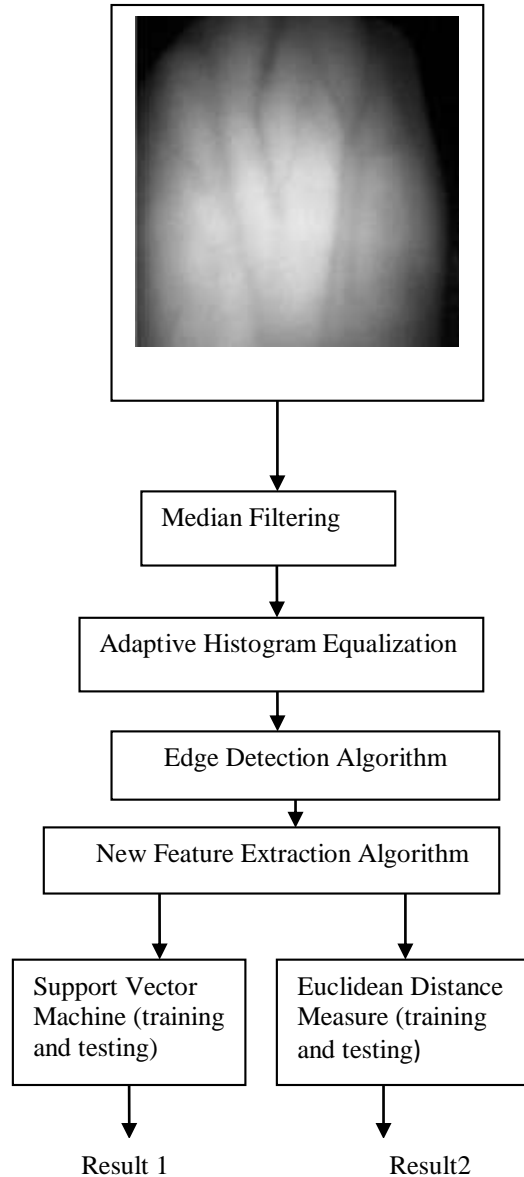 Median Filtering
Adaptive Histogram Equalization
Edge Detection Algorithm
New Feature Extraction Algorithm
Support Vector
Machine (training
and testing)
Euclidean Distance
Measure (training
and testing)
Result 1
Result2